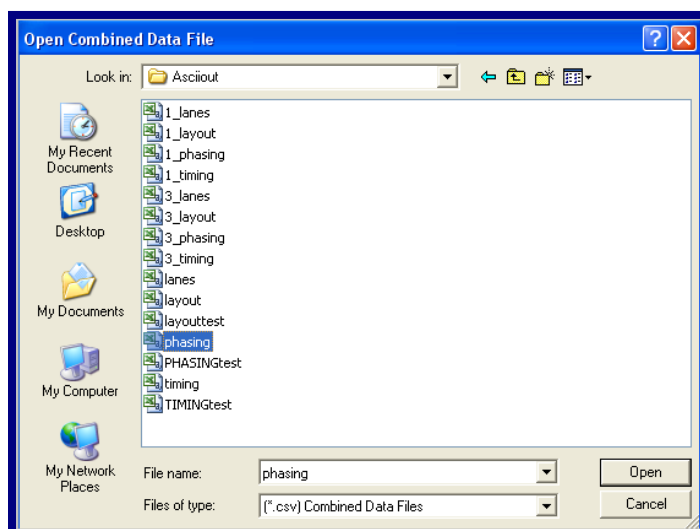 Open Combined Data File
?
X
Look in:
Asciiout
My Recent
Documents
Desktop
My Documents
My Computer
My Network
Places
1_lanes
1_layout
1_phasing
1_timing
3_lanes
3_layout
3_phasing
3_timing
lanes
layout
layouttest
phasing
PHASINGtest
timing
TIMINGtest
File name:
phasing
Open
Files of type:
(*.csv) Combined Data Files
Cancel